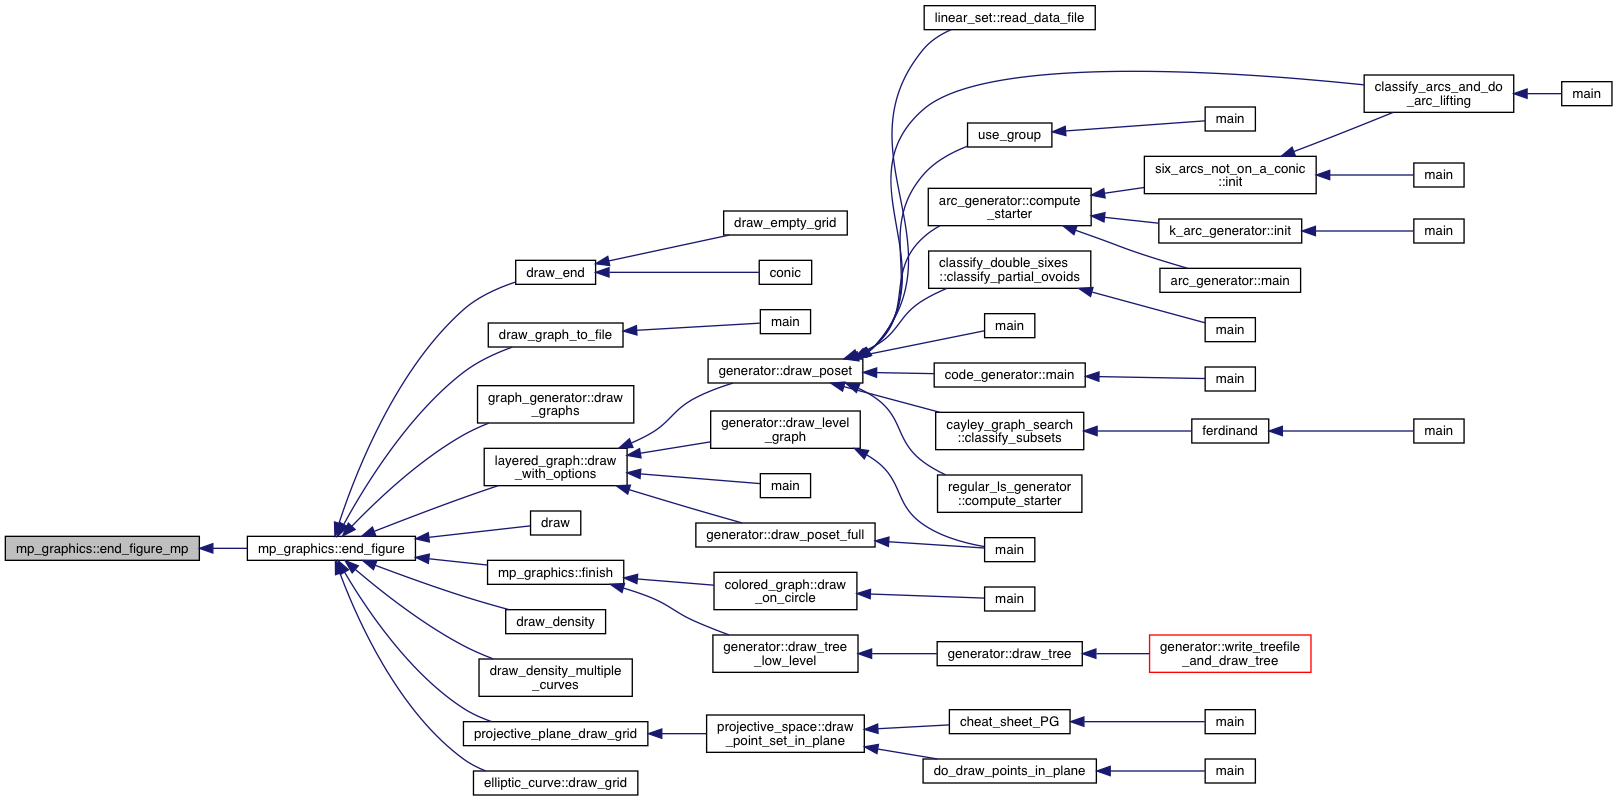 linear_set::read_data_file
classify_arcs_and_do
_arc_lifting
main
use_group
main
six_arcs_not_on_a_conic
::init
main
arc_generator::compute
_starter
k_arc_generator::init
main
arc_generator::main
draw_empty_grid
draw_end
conic
classify_double_sixes
::classify_partial_ovoids
main
draw_graph_to_file
main
main
generator::draw_poset
code_generator::main
main
graph_generator::draw
_graphs
generator::draw_level
_graph
cayley_graph_search
::classify_subsets
ferdinand
main
layered_graph::draw
_with_options
main
regular_ls_generator
::compute_starter
draw
generator::draw_poset_full
main
mp_graphics::end_figure_mp
mp_graphics::end_figure
mp_graphics::finish
colored_graph::draw
_on_circle
main
draw_density
generator::draw_tree
_low_level
generator::draw_tree
generator::write_treefile
_and_draw_tree
draw_density_multiple
_curves
projective_plane_draw_grid
projective_space::draw
_point_set_in_plane
cheat_sheet_PG
main
do_draw_points_in_plane
main
elliptic_curve::draw_grid